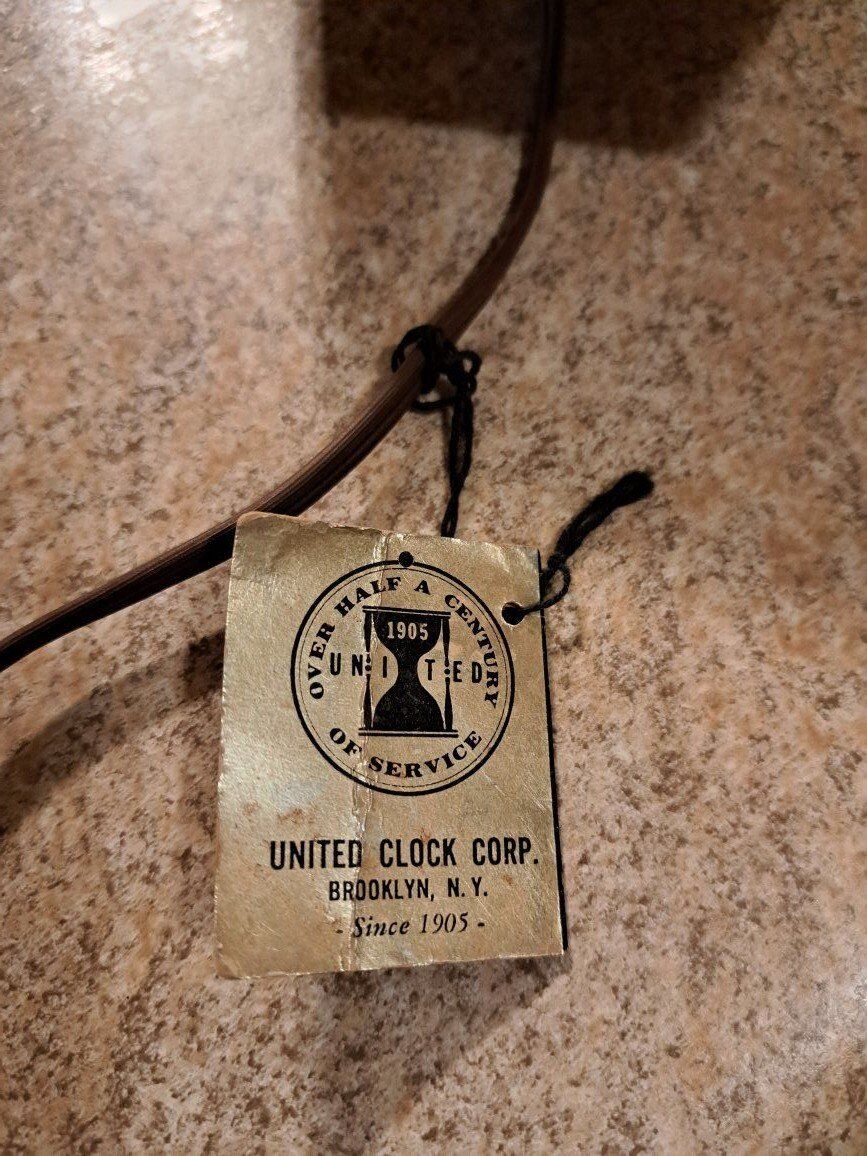 OVER HALF A CENTURY
1905
UNITED
OF SERVICE
UNITED CLOCK CORP.
BROOKLYN, N.Y.
- Since 1905 -